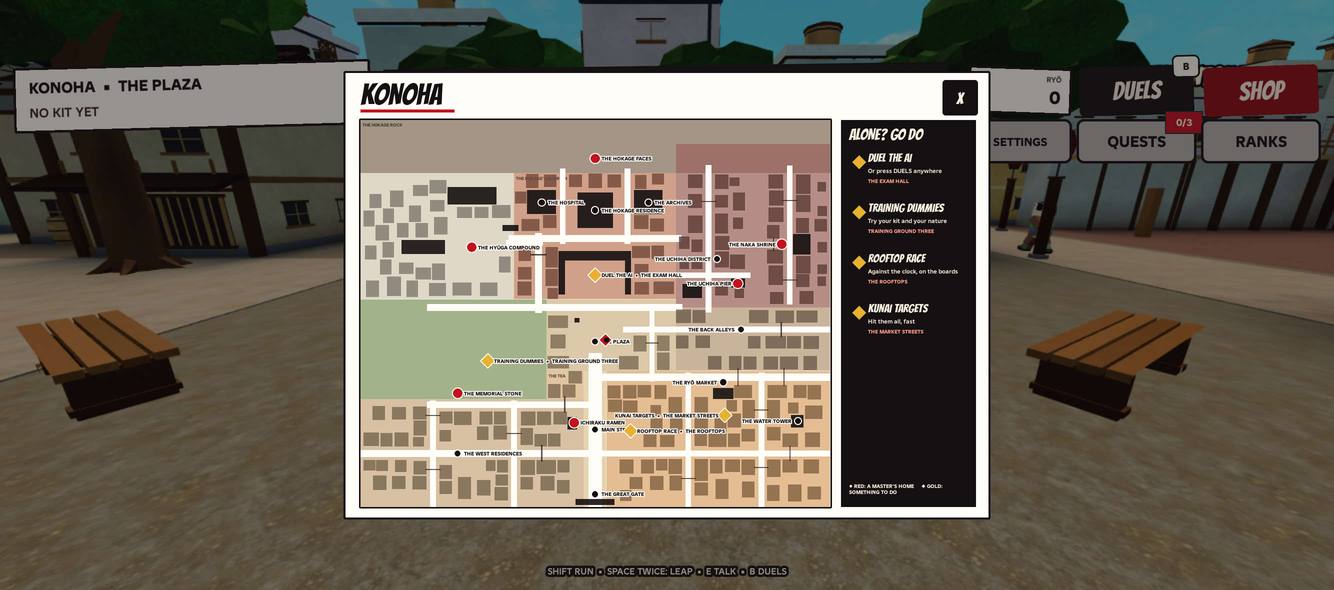 KONOHA ▪ THE PLAZA
NO KIT YET
KONOHA
X
RYŌ
0
B
DUELS
SHOP
0/3
SETTINGS
QUESTS
RANKS
THE HOKAGE ROCK
THE HOKAGE FACES
THE HOSPITAL
THE ARCHIVES
THE HOKAGE RESIDENCE
THE HYŪGA COMPOUND
THE NAKA SHRINE
THE UCHIHA DISTRICT
DUEL THE AI • THE EXAM HALL
THE UCHIHA PIER
THE BACK ALLEYS
PLAZA
TRAINING DUMMIES • TRAINING GROUND THREE
THE TEA
THE RYŌ MARKET
THE MEMORIAL STONE
KUNAI TARGETS • THE MARKET STREETS
ICHIRAKU RAMEN
THE WATER TOWER
MAIN ST
ROOFTOP RACE • THE ROOFTOPS
THE WEST RESIDENCES
THE GREAT GATE
ALONE? GO DO
DUEL THE AI
Or press DUELS anywhere
THE EXAM HALL
TRAINING DUMMIES
Try your kit and your nature
TRAINING GROUND THREE
ROOFTOP RACE
Against the clock, on the boards
THE ROOFTOPS
KUNAI TARGETS
Hit them all, fast
THE MARKET STREETS
◆ RED: A MASTER'S HOME ◆ GOLD:
SOMETHING TO DO
SHIFT RUN ▪ SPACE TWICE: LEAP ▪ E TALK ▪ B DUELS